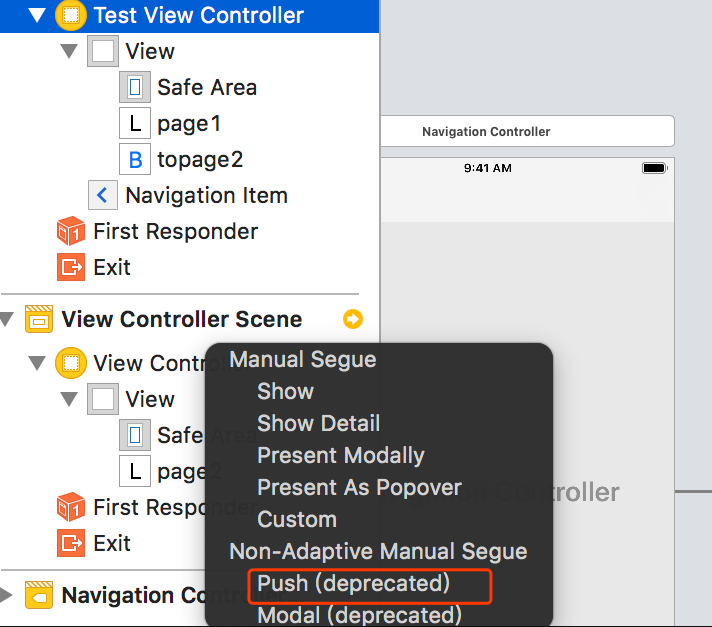 Test View Controller
View
Safe Area
L page1
B topage2
Navigation Item
1 First Responder
Exit
Navigation Controller
9:41 AM
View Controller Scene
View Contro
View
Safe Area
L page2
1 First Responder
Exit
Navigation Contro
Manual Segue
Show
Show Detail
Present Modally
Present As Popover
Custom
Non-Adaptive Manual Segue
Push (deprecated)
Modal (deprecated)
Controller